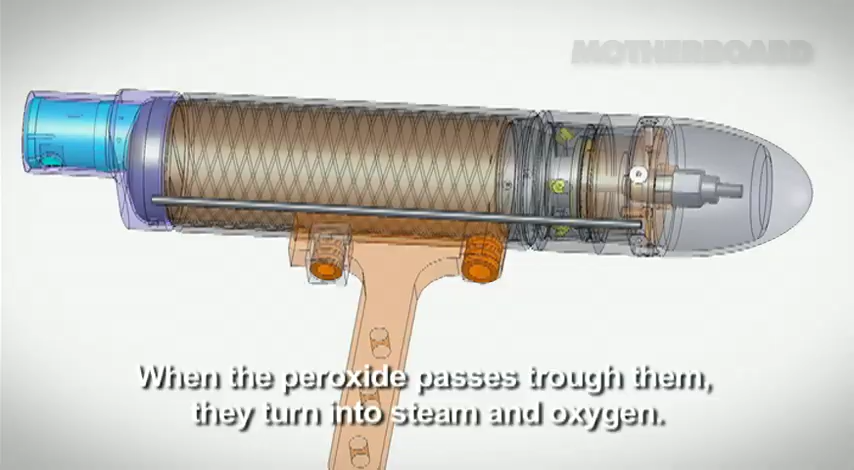 MOTHERBOARD
When the peroxide passes trough them,
they turn into steam and oxygen.